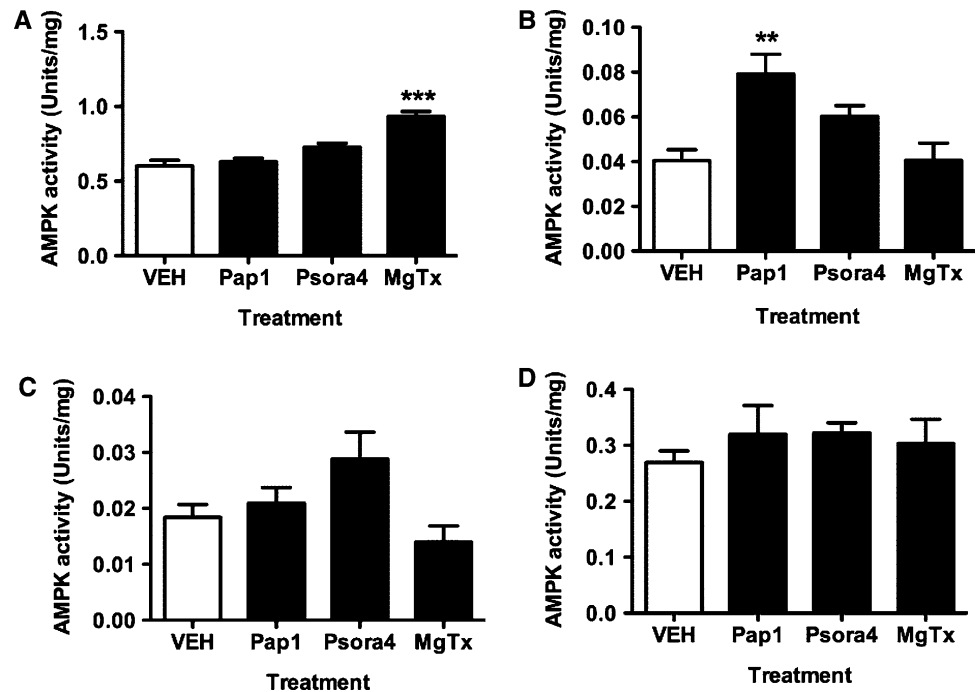 A
AMPK activity (Units/mg)
1.5
1.0
0.5
0.0
***
VEH Pap1 Psora4 MgTx
Treatment
B
AMPK activity (Units/mg)
0.10
0.08
0.06
0.04
0.02
0.00
**
VEH Pap1 Psora4 MgTx
Treatment
C
AMPK activity (Units/mg)
0.04
0.03
0.02
0.01
0.00
VEH Pap1 Psora4 MgTx
Treatment
D
AMPK activity (Units/mg)
0.4
0.3
0.2
0.1
0.0
VEH Pap1 Psora4 MgTx
Treatment